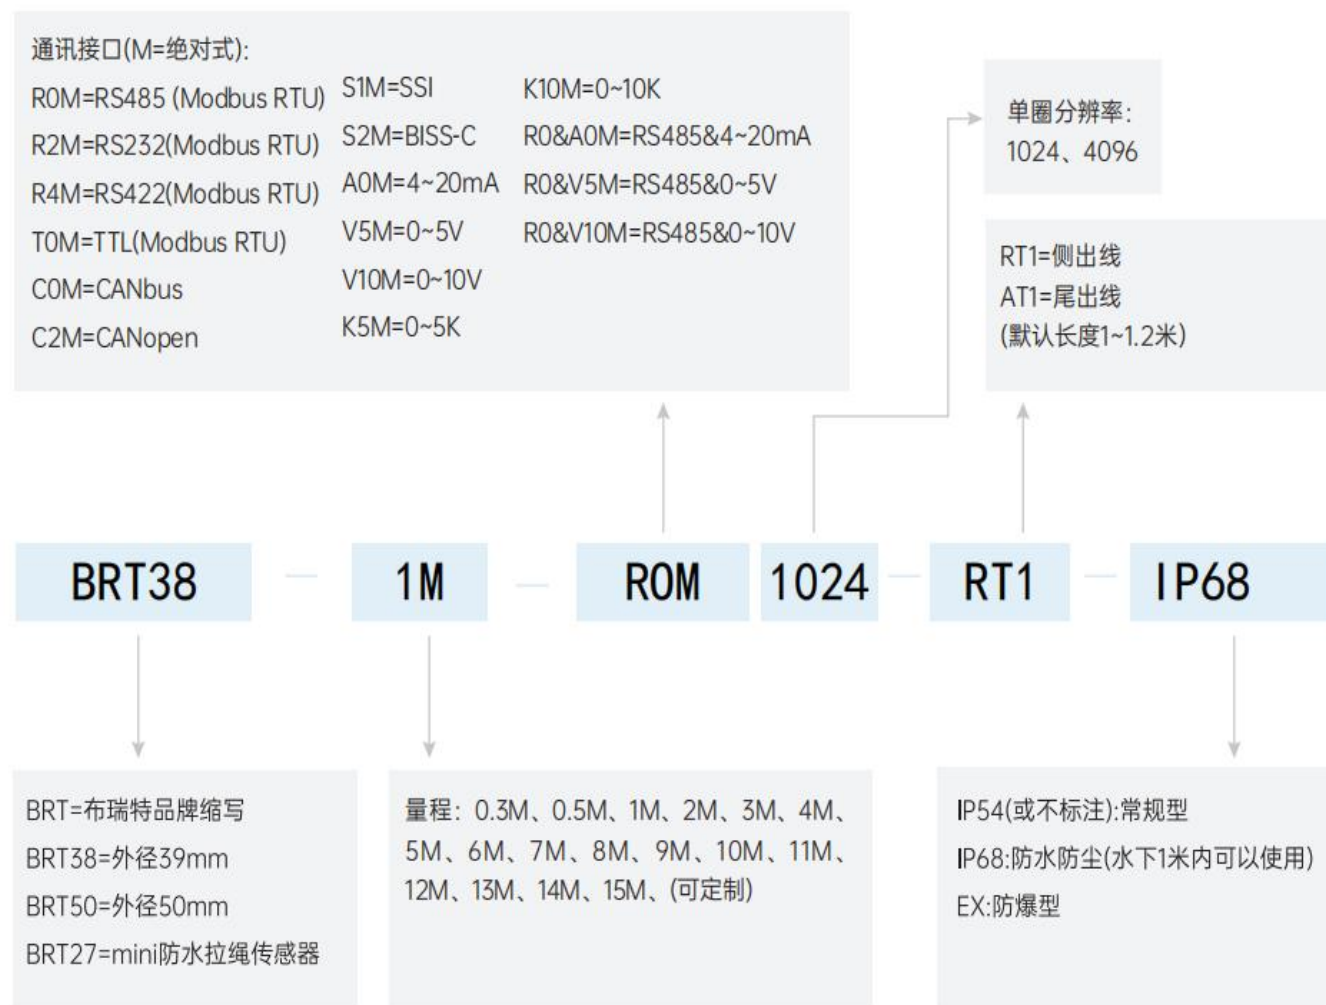 通讯接口(M=绝对式):
R0M=RS485 (Modbus RTU)
R2M=RS232(Modbus RTU)
R4M=RS422(Modbus RTU)
T0M=TTL(Modbus RTU)
C0M=CANbus
C2M=CANopen
S1M=SSI
S2M=BISS-C
A0M=4~20mA
V5M=0~5V
V10M=0~10V
K5M=0~5K
K10M=0~10K
R0&A0M=RS485&4~20mA
R0&V5M=RS485&0~5V
R0&V10M=RS485&0~10V
单圈分辨率:
1024、4096
RT1=侧出线
AT1=尾出线
(默认长度1~1.2米)
BRT38 — 1M — ROM 1024 — RT1 — IP68
BRT=布瑞特品牌缩写
BRT38=外径39mm
BRT50=外径50mm
BRT27=mini防水拉绳传感器
量程: 0.3M、0.5M、1M、2M、3M、4M、
5M、6M、7M、8M、9M、10M、11M、
12M、13M、14M、15M、(可定制)
IP54(或不标注):常规型
IP68:防水防尘(水下1米内可以使用)
EX:防爆型